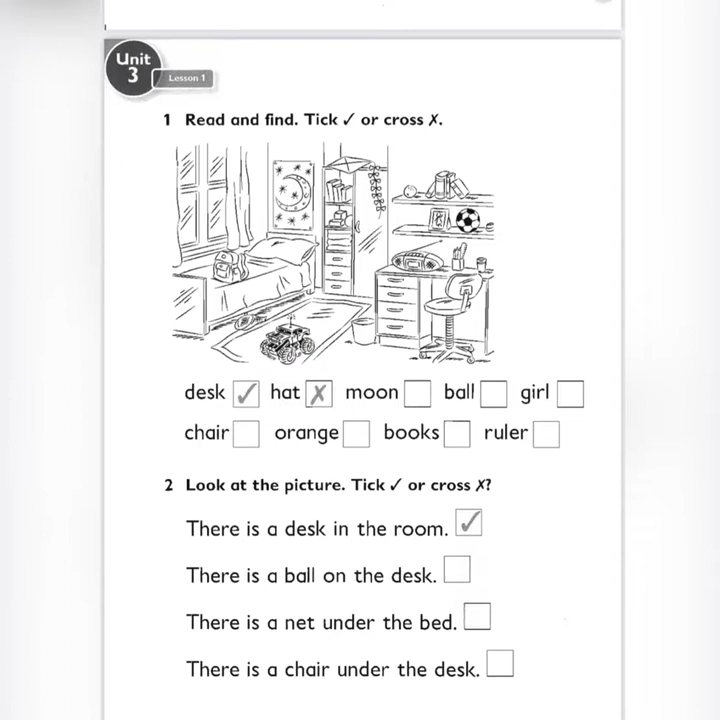 Unit
3
Lesson 1
1 Read and find. Tick ✓ or cross ✗.
desk ✓ hat ✗ moon ball girl
chair orange books ruler
2 Look at the picture. Tick ✓ or cross ✗?
There is a desk in the room. ✓
There is a ball on the desk.
There is a net under the bed.
There is a chair under the desk.